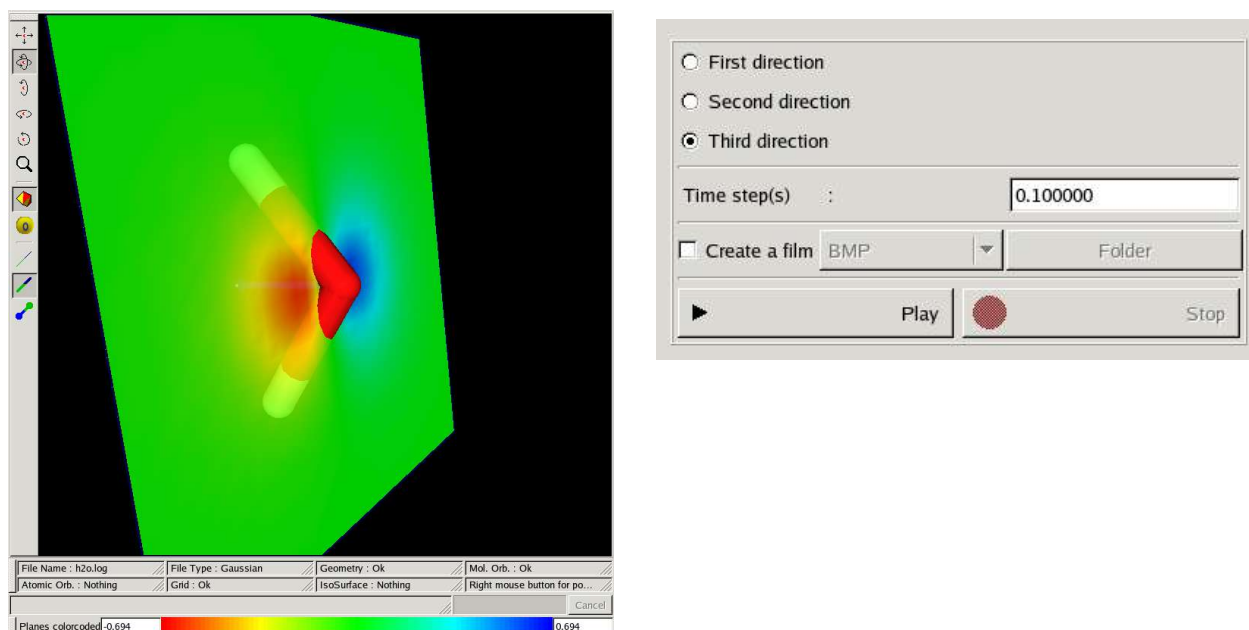 0
File Name : h2o.log File Type : Gaussian Geometry : Ok Mol. Orb. : Ok
Atomic Orb. : Nothing Grid : Ok IsoSurface : Nothing Right mouse button for po...
Cancel
Planes colorcoded -0.694 0.694
First direction
Second direction
Third direction
Time step(s) : 0.100000
Create a film BMP Folder
Play Stop